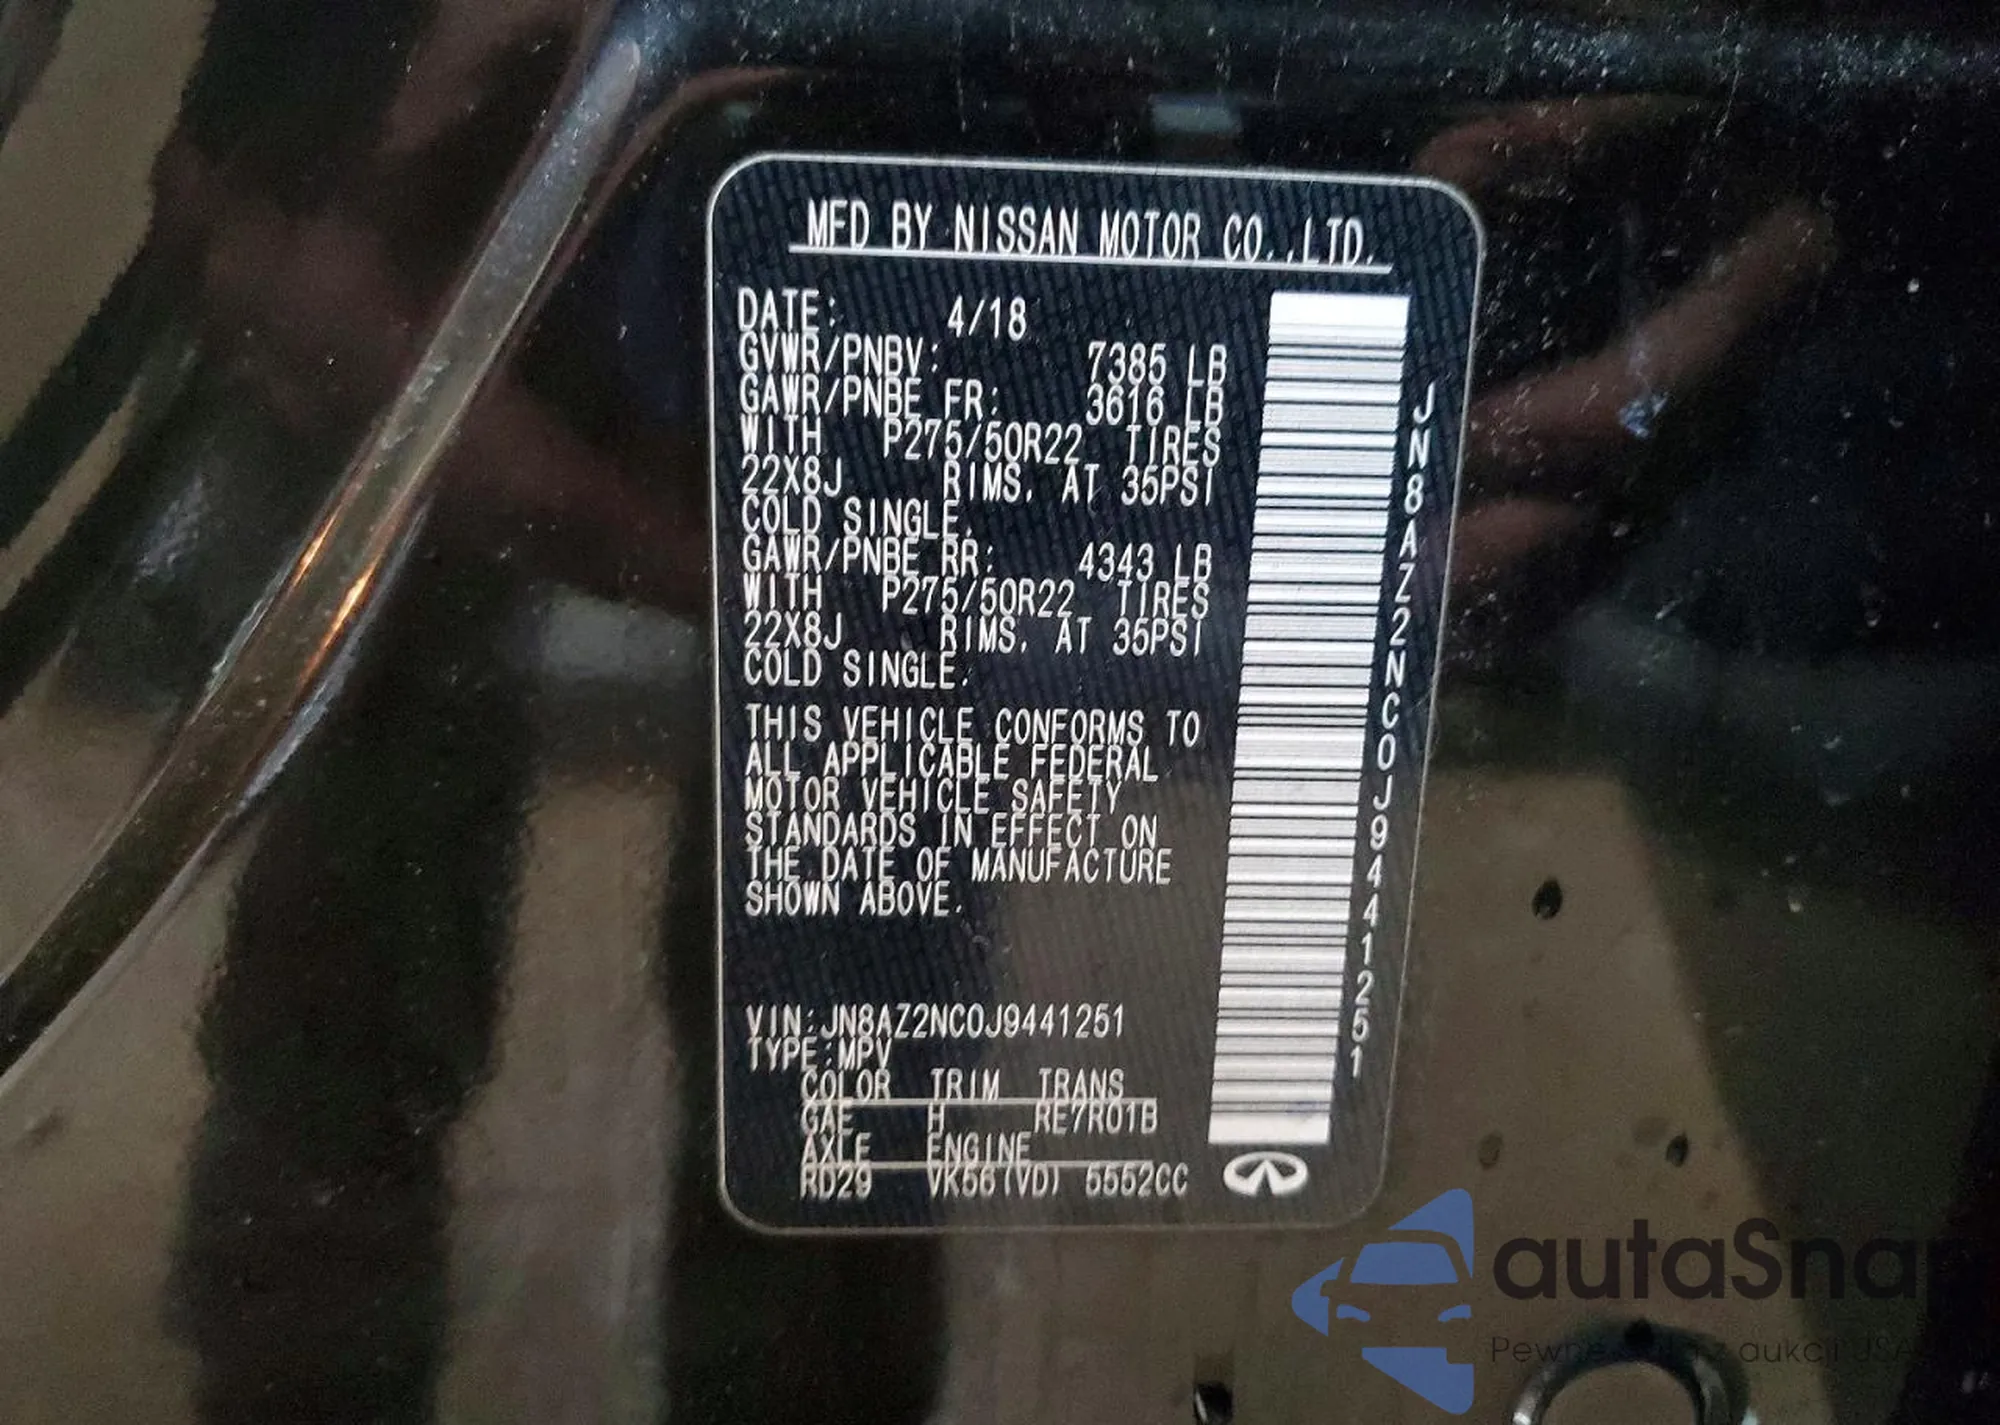 MFD BY NISSAN MOTOR CO.,LTD.
DATE: 4/18
GVWR/PNBV: 7385 LB
GAWR/PNBE FR: 3616 LB
WITH P275/50R22 TIRES
22X8J RIMS. AT 35PSI
COLD SINGLE.
GAWR/PNBE RR: 4343 LB
WITH P275/50R22 TIRES
22X8J RIMS. AT 35PSI
COLD SINGLE.
THIS VEHICLE CONFORMS TO
ALL APPLICABLE FEDERAL
MOTOR VEHICLE SAFETY
STANDARDS IN EFFECT ON
THE DATE OF MANUFACTURE
SHOWN ABOVE.
VIN:JN8AZ2NC0J9441251
TYPE:MPV
COLOR TRIM TRANS
GAE H RE7R01B
AXLE ENGINE
RD29 VK56(VD) 5552CC
JN8AZ2NC0J9441251
autaSna
Pewne aukcji USA